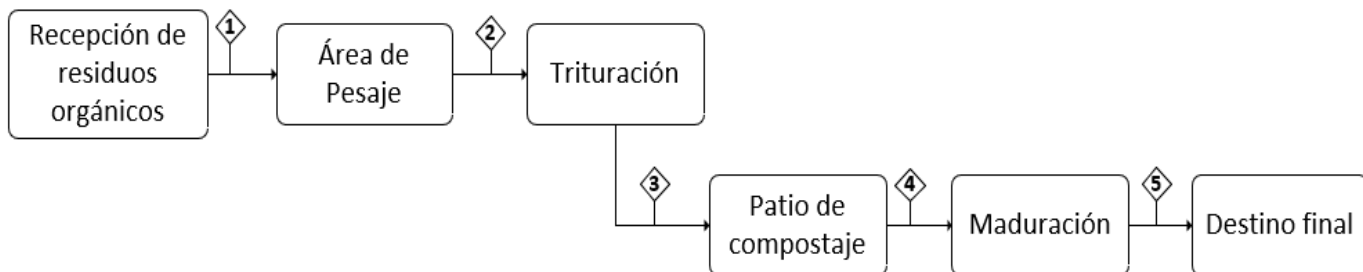 Recepción de
residuos
orgánicos
1
Área de
Pesaje
2
Trituración
3
Patio de
compostaje
4
Maduración
5
Destino final